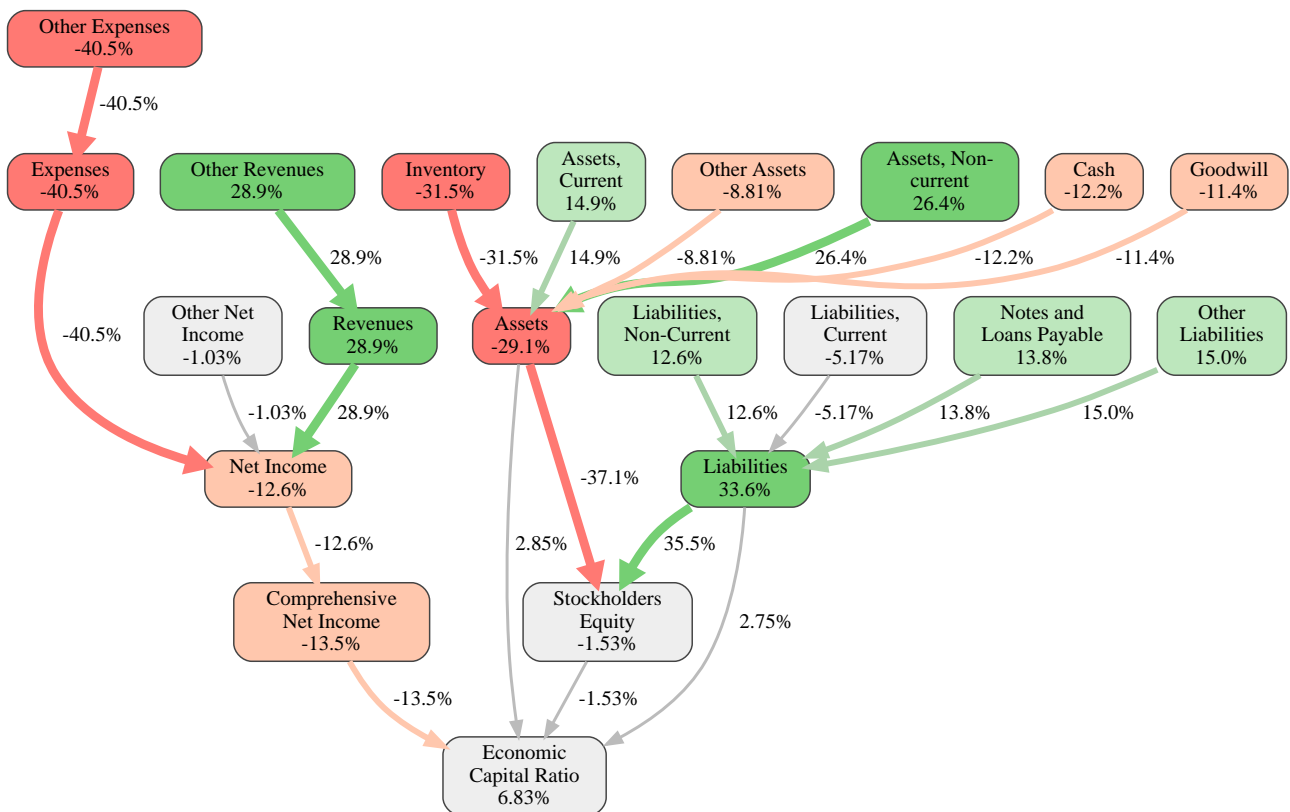 Other Expenses
-40.5%
-40.5%
Expenses
-40.5%
Other Revenues
28.9%
Inventory
-31.5%
Assets,
Current
14.9%
Other Assets
-8.81%
Assets, Non-
current
26.4%
Cash
-12.2%
Goodwill
-11.4%
28.9%
-31.5%
14.9%
-8.81%
26.4%
-12.2%
-11.4%
-40.5%
Other Net
Income
-1.03%
Revenues
28.9%
Assets
-29.1%
Liabilities,
Non-Current
12.6%
Liabilities,
Current
-5.17%
Notes and
Loans Payable
13.8%
Other
Liabilities
15.0%
-1.03%
28.9%
12.6%
-5.17%
13.8%
15.0%
Net Income
-12.6%
-37.1%
Liabilities
33.6%
-12.6%
2.85%
35.5%
Comprehensive
Net Income
-13.5%
Stockholders
Equity
-1.53%
2.75%
-13.5%
-1.53%
Economic
Capital Ratio
6.83%